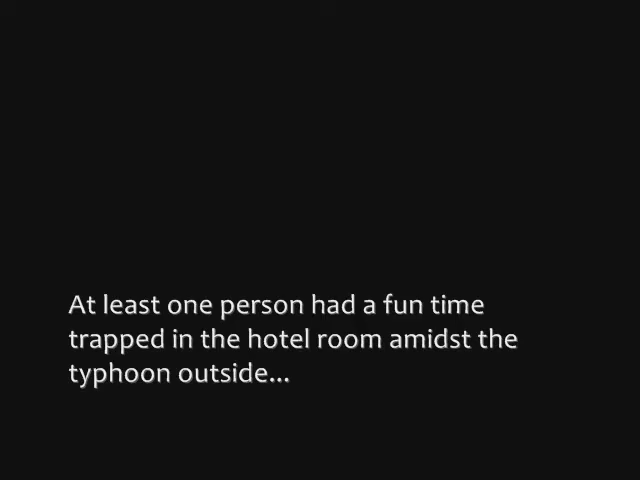 At least one person had a fun time
trapped in the hotel room amidst the
typhoon outside...